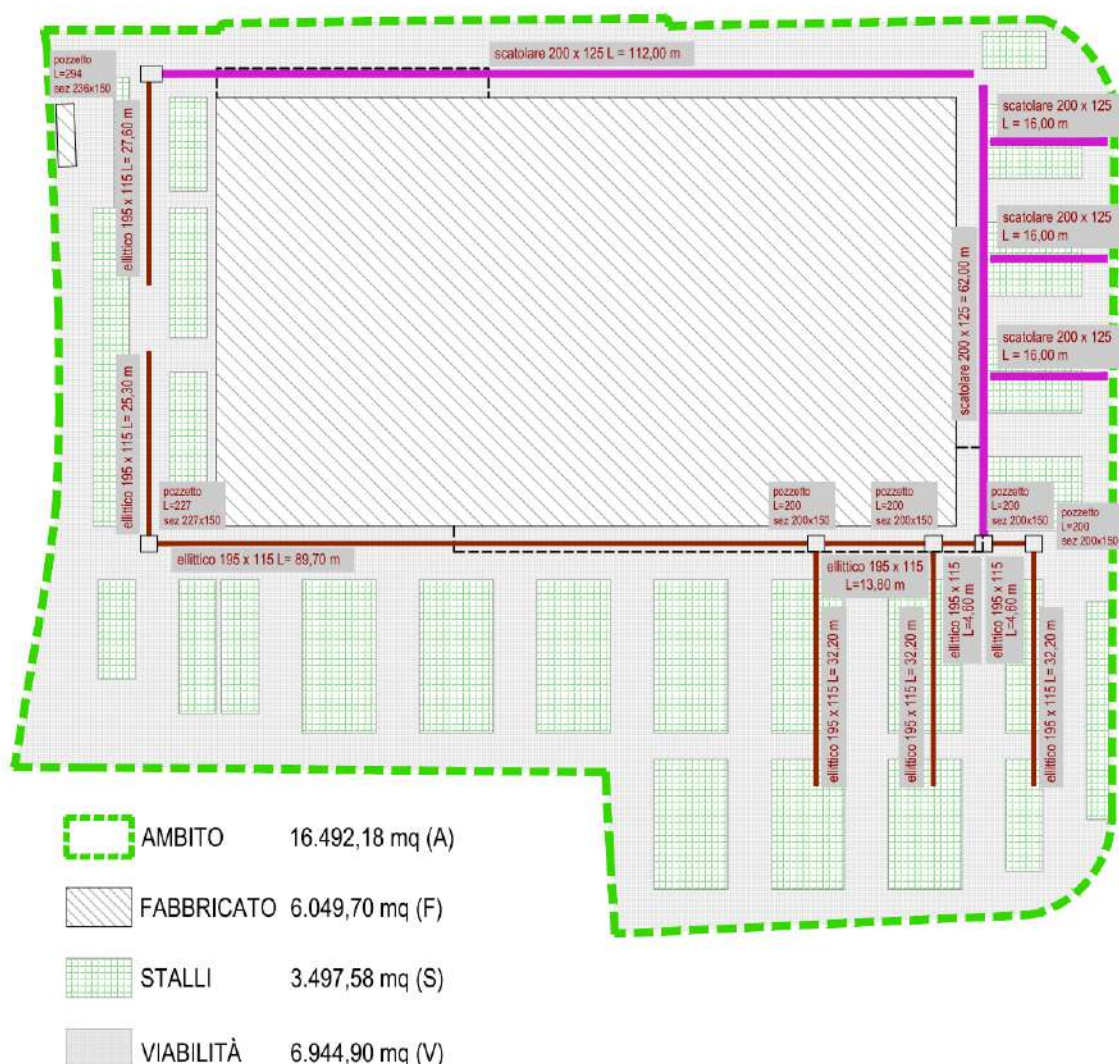 scatolare 200 x 125 L = 112,00 m
pozzetto
L=294
sez 236x150
ellittico 195 x 115 L= 27,60 m
scatolare 200 x 125
L = 16,00 m
scatolare 200 x 125
L = 16,00 m
scatolare 200 x 125 = 62,00 m
scatolare 200 x 125
L = 16,00 m
ellittico 195 x 115 L= 25,30 m
pozzetto
L=227
sez 227x150
pozzetto
L=200
sez 200x150
pozzetto
L=200
sez 200x150
pozzetto
L=200
sez 200x150
pozzetto
L=200
sez 200x150
ellittico 195 x 115 L= 89,70 m
ellittico 195 x 115
L=13,80 m
ellittico 195 x 115
L=4,60 m
ellittico 195 x 115
L=4,60 m
ellittico 195 x 115 L= 32,20 m
ellittico 195 x 115 L= 32,20 m
ellittico 195 x 115 L= 32,20 m
AMBITO 16.492,18 mq (A)
FABBRICATO 6.049,70 mq (F)
STALLI 3.497,58 mq (S)
VIABILITÀ 6.944,90 mq (V)